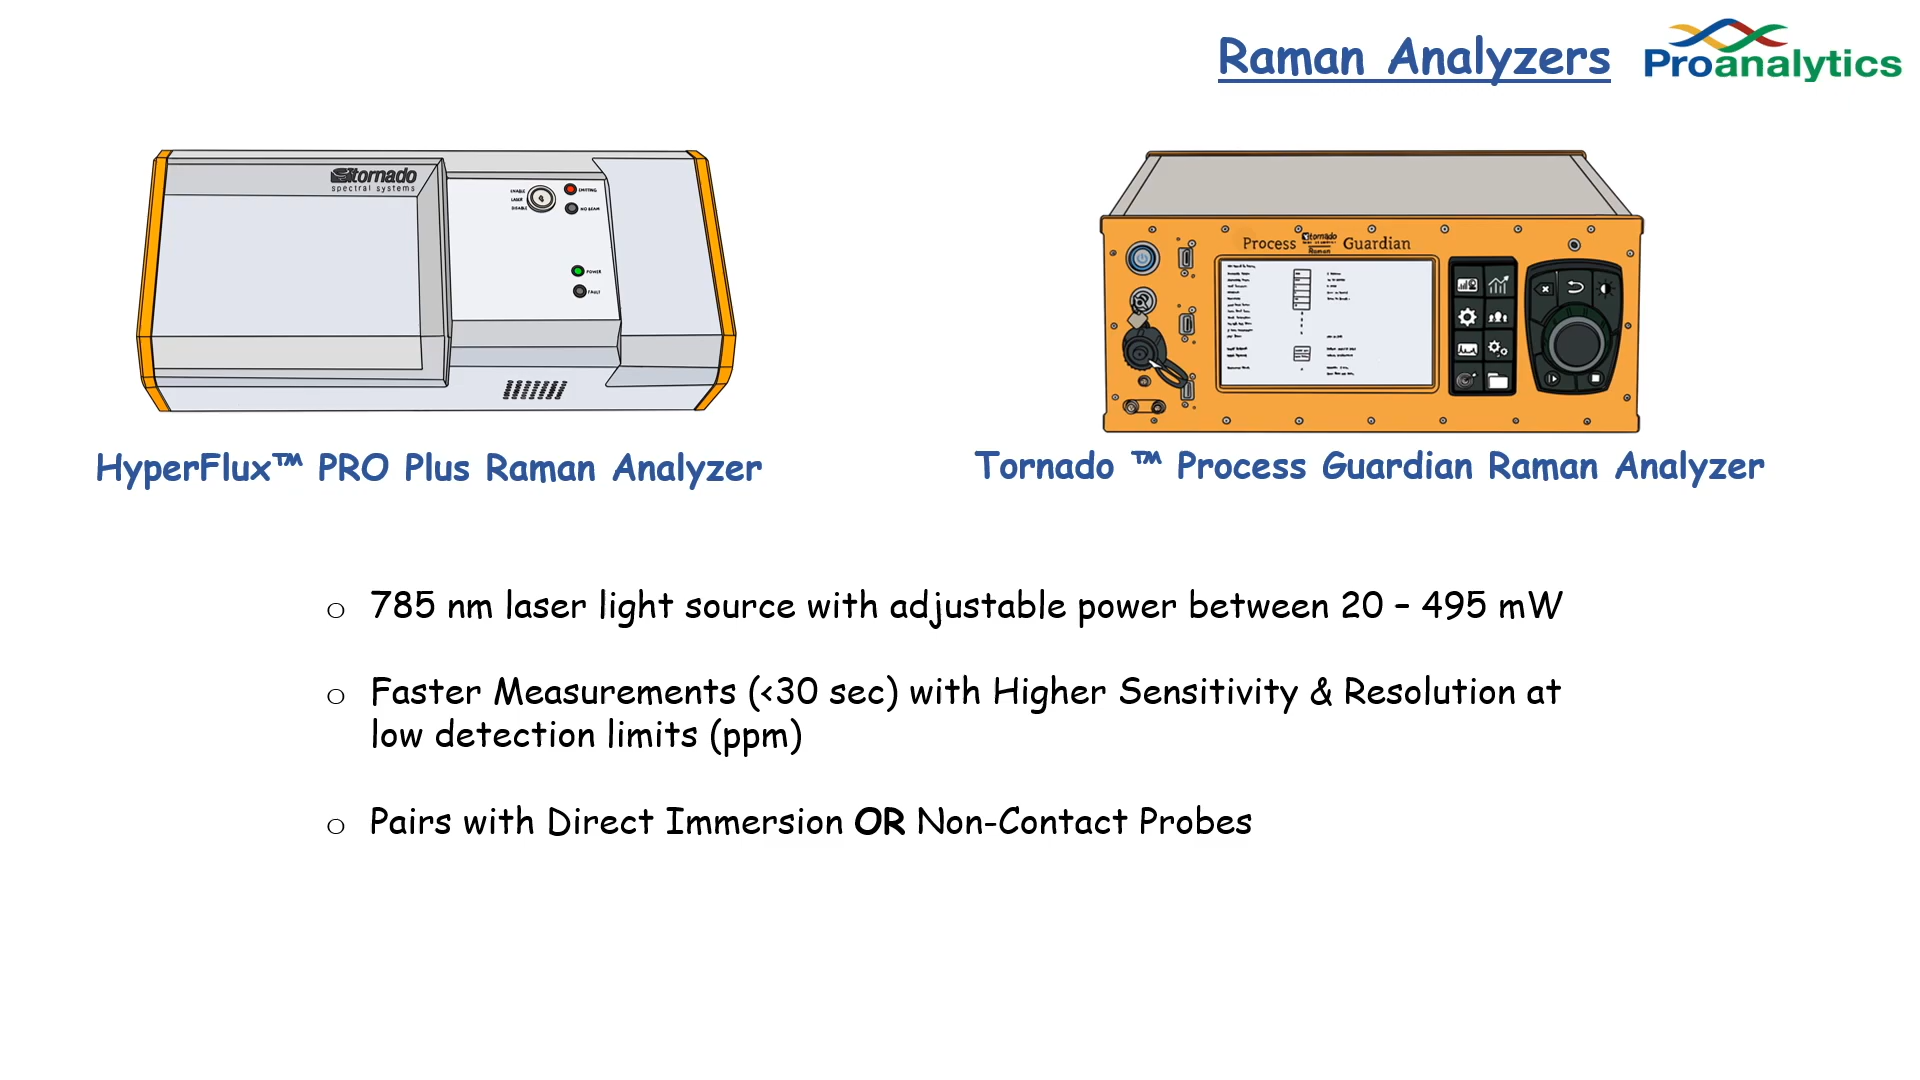 Raman Analyzers
Proanalytics
tornado
spectral systems
ENABLE
LASER
DISABLE
EMITTING
NO BEAM
POWER
FAULT
Process tornado Guardian
Raman
HyperFlux™ PRO Plus Raman Analyzer
Tornado ™ Process Guardian Raman Analyzer
o 785 nm laser light source with adjustable power between 20 – 495 mW
o Faster Measurements (<30 sec) with Higher Sensitivity & Resolution at
low detection limits (ppm)
o Pairs with Direct Immersion OR Non-Contact Probes